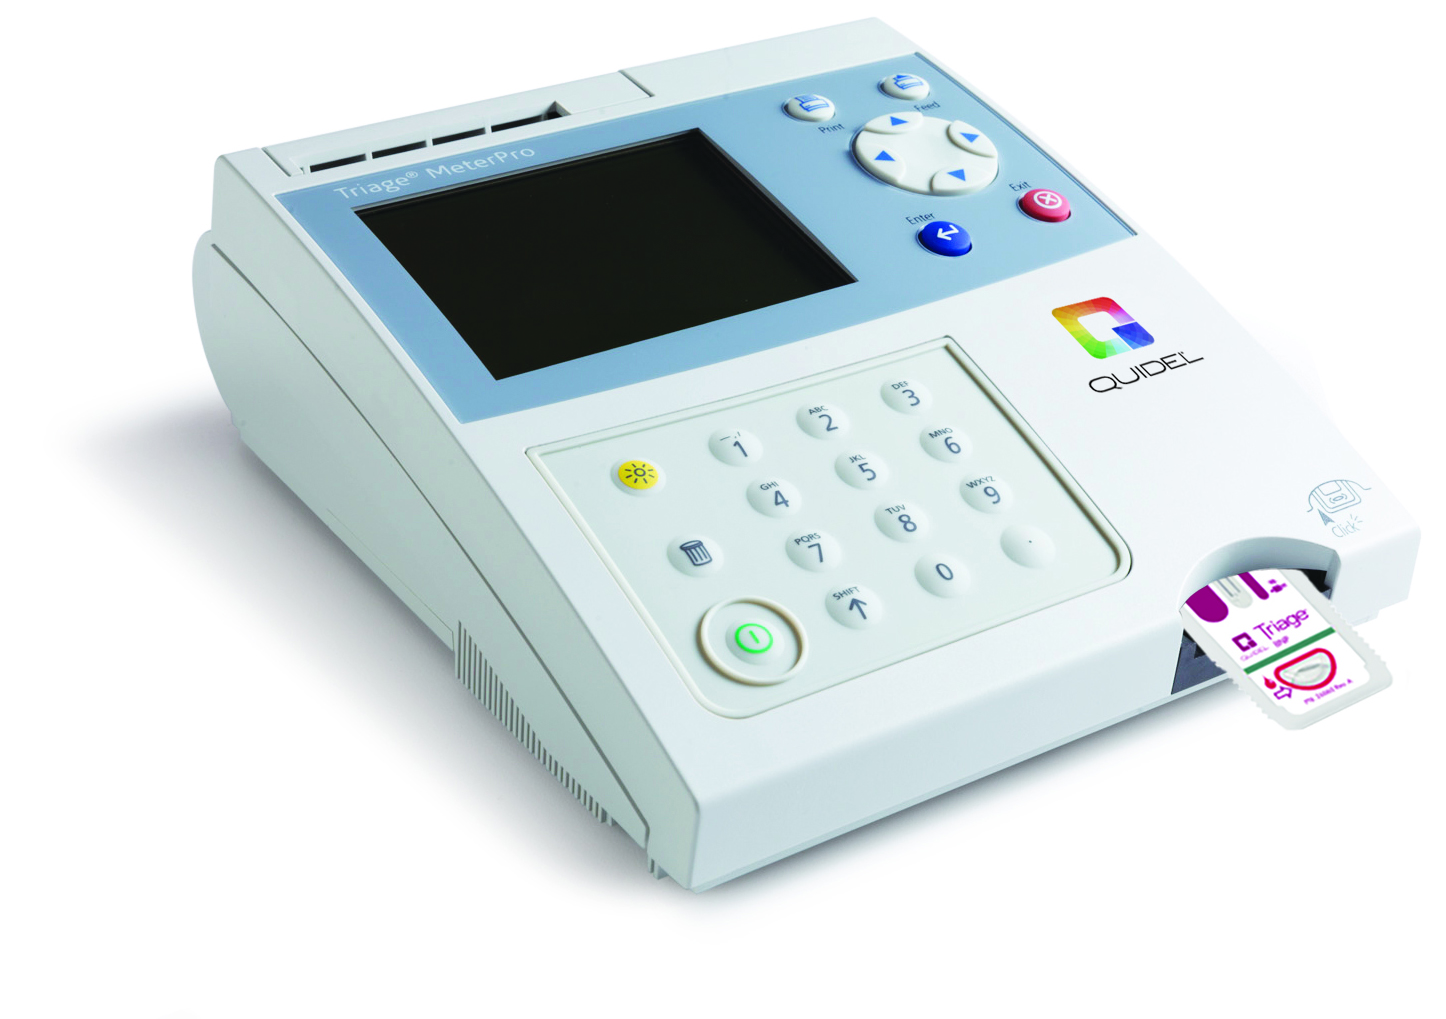 Triage® MeterPro
Print
Feed
Enter
Exit
QUIDEL
1
ABC
2
DEF
3
GHI
4
JKL
5
MNO
6
PQRS
7
TUV
8
WXYZ
9
SHIFT
0
.
Click
QUIDEL
Triage
BNP